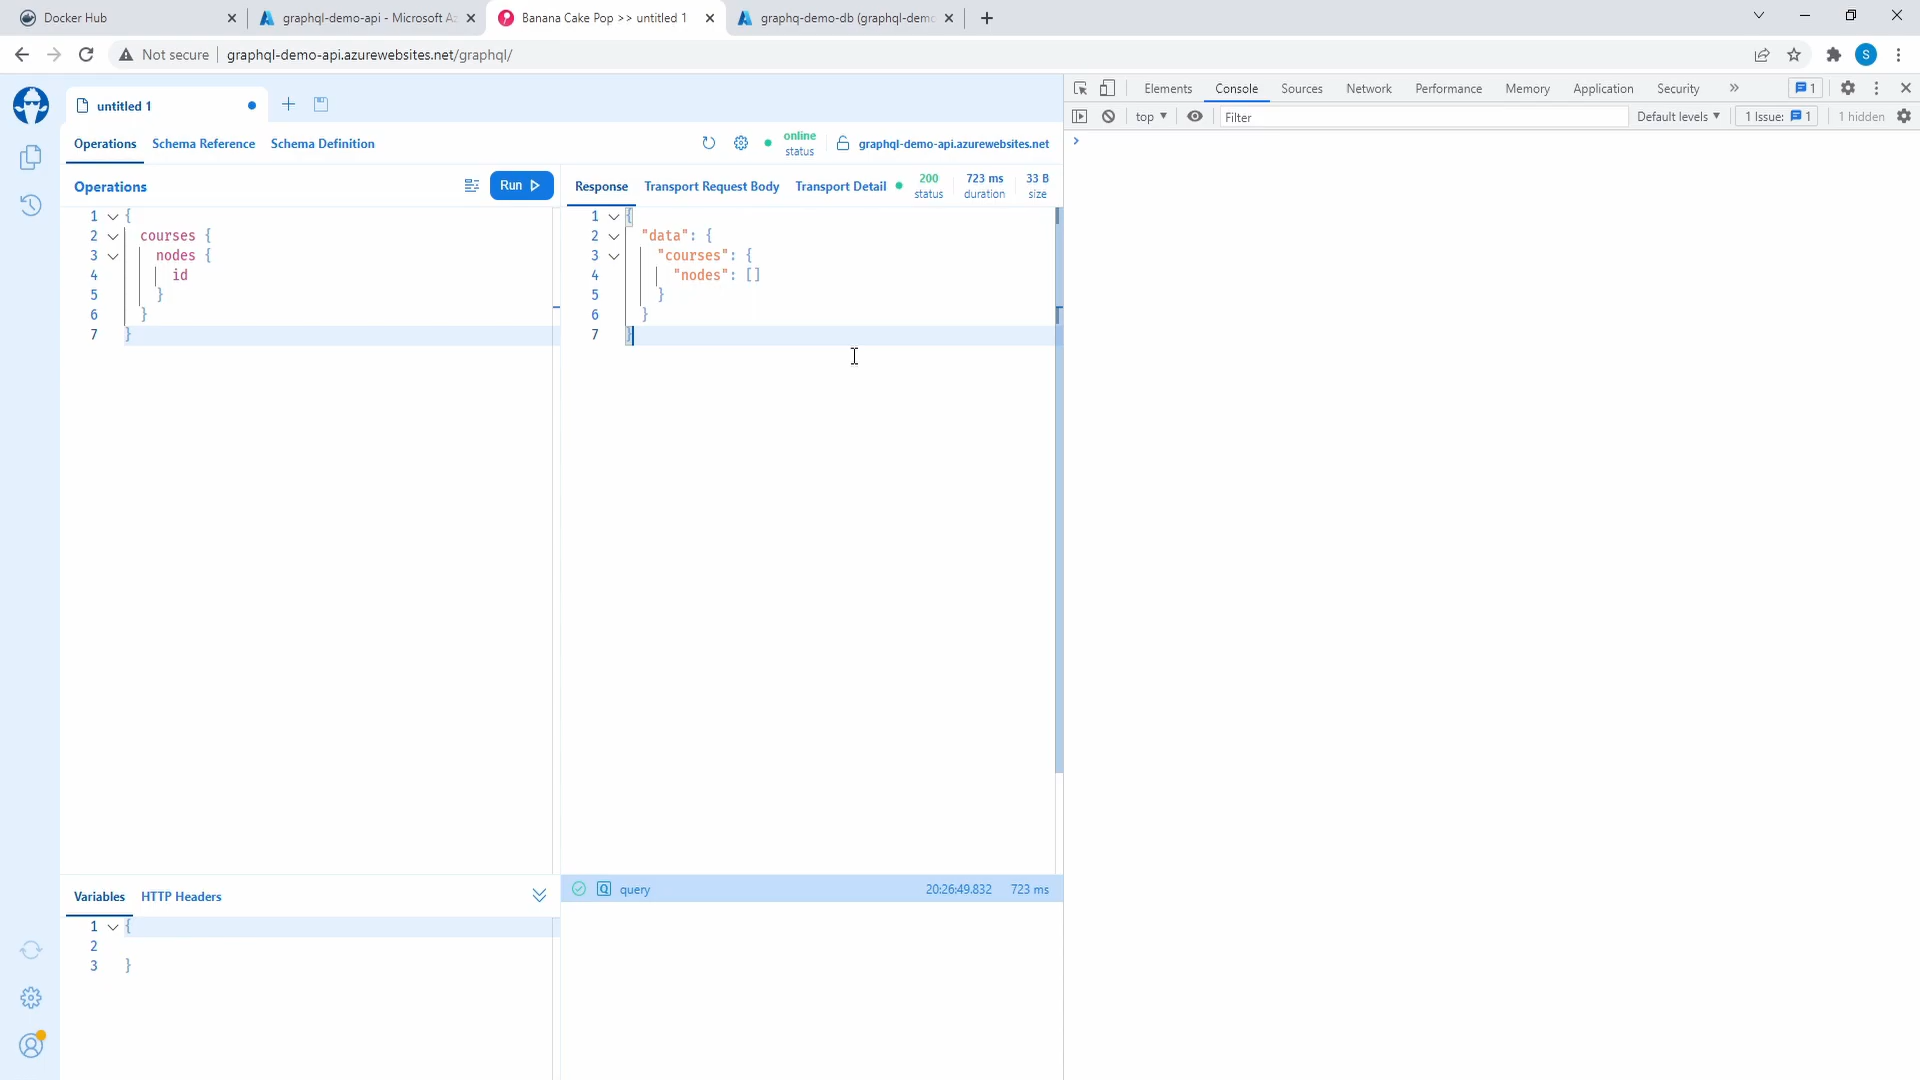 Docker Hub
graphql-demo-api - Microsoft Az
Banana Cake Pop >> untitled 1
graphq-demo-db (graphql-demo
Not secure
graphql-demo-api.azurewebsites.net/graphql/
S
untitled 1
Operations
Schema Reference
Schema Definition
online
status
graphql-demo-api.azurewebsites.net
Operations
Run
Response
Transport Request Body
Transport Detail
200
status
723 ms
duration
33 B
size
1 {
2 courses {
3 nodes {
4 id
5 }
6 }
7 }
1 {
2 "data": {
3 "courses": {
4 "nodes": []
5 }
6 }
7 }
Variables
HTTP Headers
1 {
2
3 }
Q query
20:26:49.832
723 ms
Elements
Console
Sources
Network
Performance
Memory
Application
Security
»
1
top
Filter
Default levels
1 Issue: 1
1 hidden